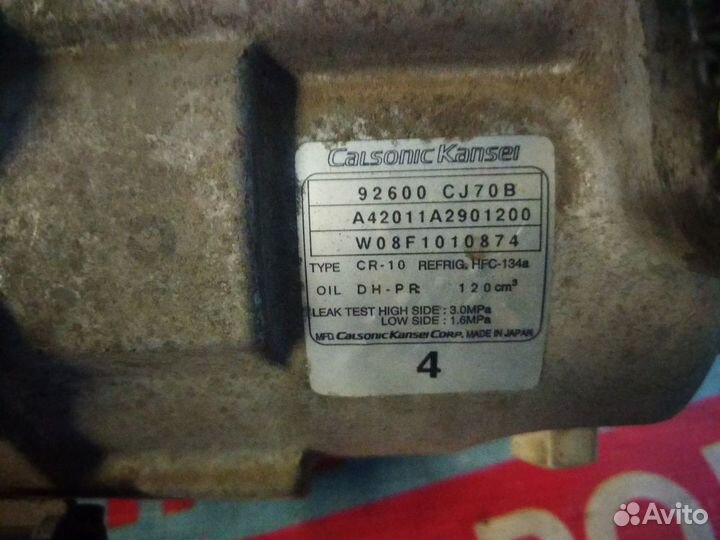 Calsonic Kansei
92600 CJ70B
A42011A2901200
W08F1010874
TYPE CR-10 REFRIG. HFC-134a
OIL DH-PR: 120 cm³
LEAK TEST HIGH SIDE : 3.0MPa
LOW SIDE : 1.6MPa
MFD. Calsonic Kansei Corp. MADE IN JAPAN
4
Avito